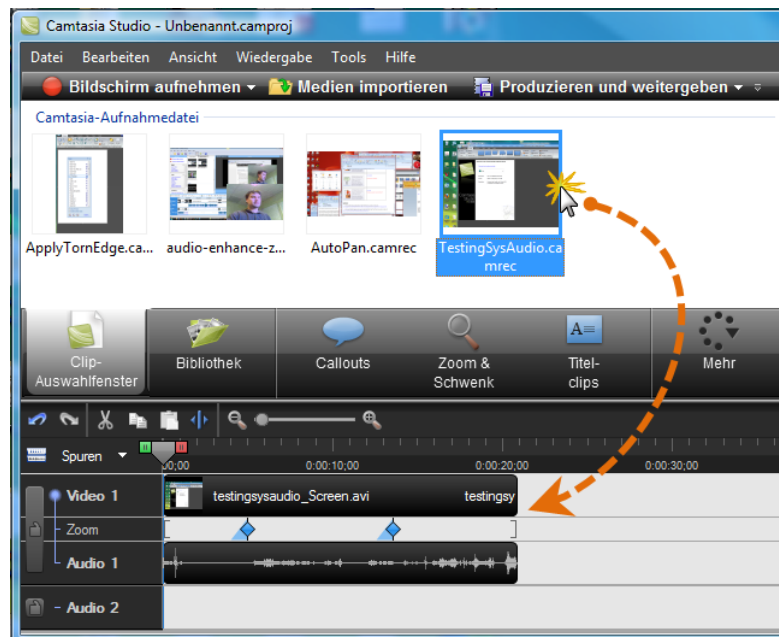 Camtasia Studio - Unbenannt.camproj
Datei Bearbeiten Ansicht Wiedergabe Tools Hilfe
Bildschirm aufnehmen Medien importieren Produzieren und weitergeben
Camtasia-Aufnahmedatei
ApplyTornEdge.ca... audio-enhance-z... AutoPan.camrec TestingSysAudio.ca
mrec
Clip- Bibliothek Callouts Zoom & Titel- Mehr
Auswahlfenster Schwenk clips
Spuren
00;00 0:00:10;00 0:00:20;00 0:00:30;00
Video 1 testingsysaudio_Screen.avi testingsy
Zoom
Audio 1
Audio 2